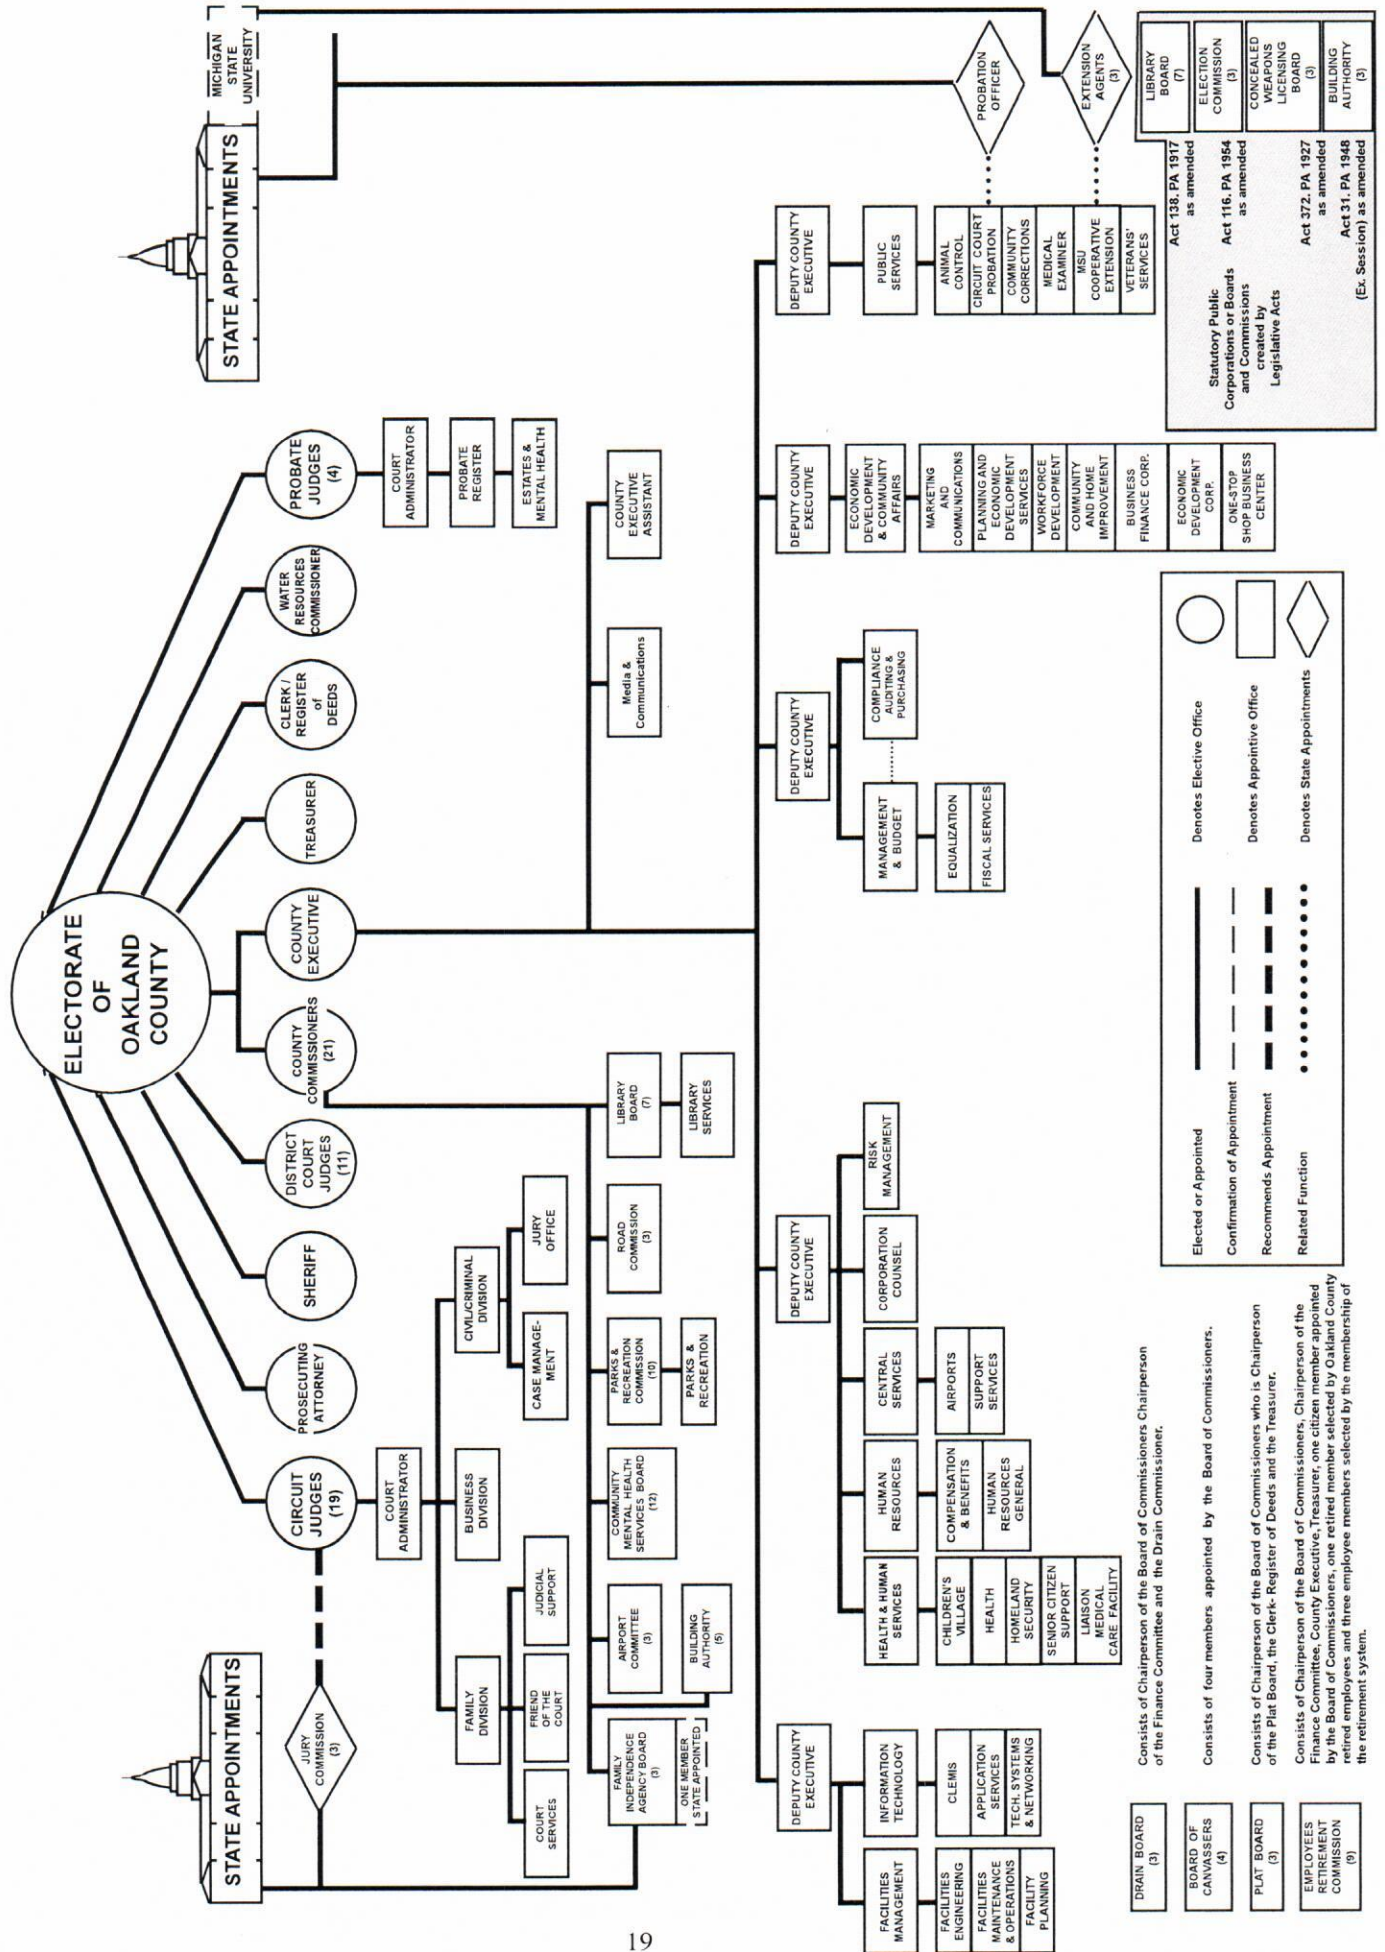 STATE APPOINTMENTS
ELECTORATE
OF
OAKLAND
COUNTY
STATE APPOINTMENTS
MICHIGAN
STATE
UNIVERSITY
JURY
COMMISSION
(3)
CIRCUIT
JUDGES
(19)
PROSECUTING
ATTORNEY
SHERIFF
DISTRICT
COURT
JUDGES
(11)
COUNTY
COMMISSIONERS
(21)
COUNTY
EXECUTIVE
TREASURER
CLERK /
REGISTER
of
DEEDS
WATER
RESOURCES
COMMISSIONER
PROBATE
JUDGES
(4)
COURT
ADMINISTRATOR
COURT
ADMINISTRATOR
PROBATE
REGISTER
ESTATES &
MENTAL HEALTH
FAMILY
DIVISION
BUSINESS
DIVISION
CIVIL/CRIMINAL
DIVISION
COURT
SERVICES
FRIEND
OF THE
COURT
JUDICIAL
SUPPORT
CASE MANAGE-
MENT
JURY
OFFICE
FAMILY
INDEPENDENCE
AGENCY BOARD
(3)
ONE MEMBER
STATE APPOINTED
AIRPORT
COMMITTEE
(3)
BUILDING
AUTHORITY
(5)
COMMUNITY
MENTAL HEALTH
SERVICES BOARD
(12)
PARKS &
RECREATION
COMMISSION
(10)
PARKS &
RECREATION
ROAD
COMMISSION
(3)
LIBRARY
BOARD
(7)
LIBRARY
SERVICES
Media &
Communications
COUNTY
EXECUTIVE
ASSISTANT
DEPUTY COUNTY
EXECUTIVE
FACILITIES
MANAGEMENT
FACILITIES
ENGINEERING
FACILITIES
MAINTENANCE
& OPERATIONS
FACILITY
PLANNING
INFORMATION
TECHNOLOGY
CLEMIS
APPLICATION
SERVICES
TECH. SYSTEMS
& NETWORKING
DEPUTY COUNTY
EXECUTIVE
HEALTH & HUMAN
SERVICES
CHILDREN'S
VILLAGE
HEALTH
HOMELAND
SECURITY
SENIOR CITIZEN
SUPPORT
LIAISON
MEDICAL
CARE FACILITY
HUMAN
RESOURCES
COMPENSATION
& BENEFITS
HUMAN
RESOURCES
GENERAL
CENTRAL
SERVICES
AIRPORTS
SUPPORT
SERVICES
CORPORATION
COUNSEL
RISK
MANAGEMENT
DEPUTY COUNTY
EXECUTIVE
MANAGEMENT
& BUDGET
EQUALIZATION
FISCAL SERVICES
COMPLIANCE
AUDITING &
PURCHASING
DEPUTY COUNTY
EXECUTIVE
ECONOMIC
DEVELOPMENT
& COMMUNITY
AFFAIRS
MARKETING
AND
COMMUNICATIONS
PLANNING AND
ECONOMIC
DEVELOPMENT
SERVICES
WORKFORCE
DEVELOPMENT
COMMUNITY
AND HOME
IMPROVEMENT
BUSINESS
FINANCE CORP.
ECONOMIC
DEVELOPMENT
CORP.
ONE-STOP
SHOP BUSINESS
CENTER
DEPUTY COUNTY
EXECUTIVE
PUBLIC
SERVICES
ANIMAL
CONTROL
CIRCUIT COURT
PROBATION
COMMUNITY
CORRECTIONS
MEDICAL
EXAMINER
MSU
COOPERATIVE
EXTENSION
VETERANS'
SERVICES
PROBATION
OFFICER
EXTENSION
AGENTS
(3)
DRAIN BOARD
(3)
Consists of Chairperson of the Board of Commissioners Chairperson
of the Finance Committee and the Drain Commissioner.
BOARD OF
CANVASSERS
(4)
Consists of four members appointed by the Board of Commissioners.
PLAT BOARD
(3)
Consists of Chairperson of the Board of Commissioners who is Chairperson
of the Plat Board, the Clerk- Register of Deeds and the Treasurer.
EMPLOYEES
RETIREMENT
COMMISSION
(9)
Consists of Chairperson of the Board of Commissioners, Chairperson of the
Finance Committee, County Executive, Treasurer, one citizen member appointed
by the Board of Commissioners, one retired member selected by Oakland County
retired employees and three employee members selected by the membership of
the retirement system.
Elected or Appointed
Denotes Elective Office
Confirmation of Appointment
Recommends Appointment
Denotes Appointive Office
Related Function
Denotes State Appointments
Statutory Public
Corporations or Boards
and Commissions
created by
Legislative Acts
Act 138. PA 1917
as amended
LIBRARY
BOARD
(7)
Act 116. PA 1954
as amended
ELECTION
COMMISSION
(3)
Act 372. PA 1927
as amended
CONCEALED
WEAPONS
LICENSING
BOARD
(3)
Act 31. PA 1948
(Ex. Session) as amended
BUILDING
AUTHORITY
(3)
19